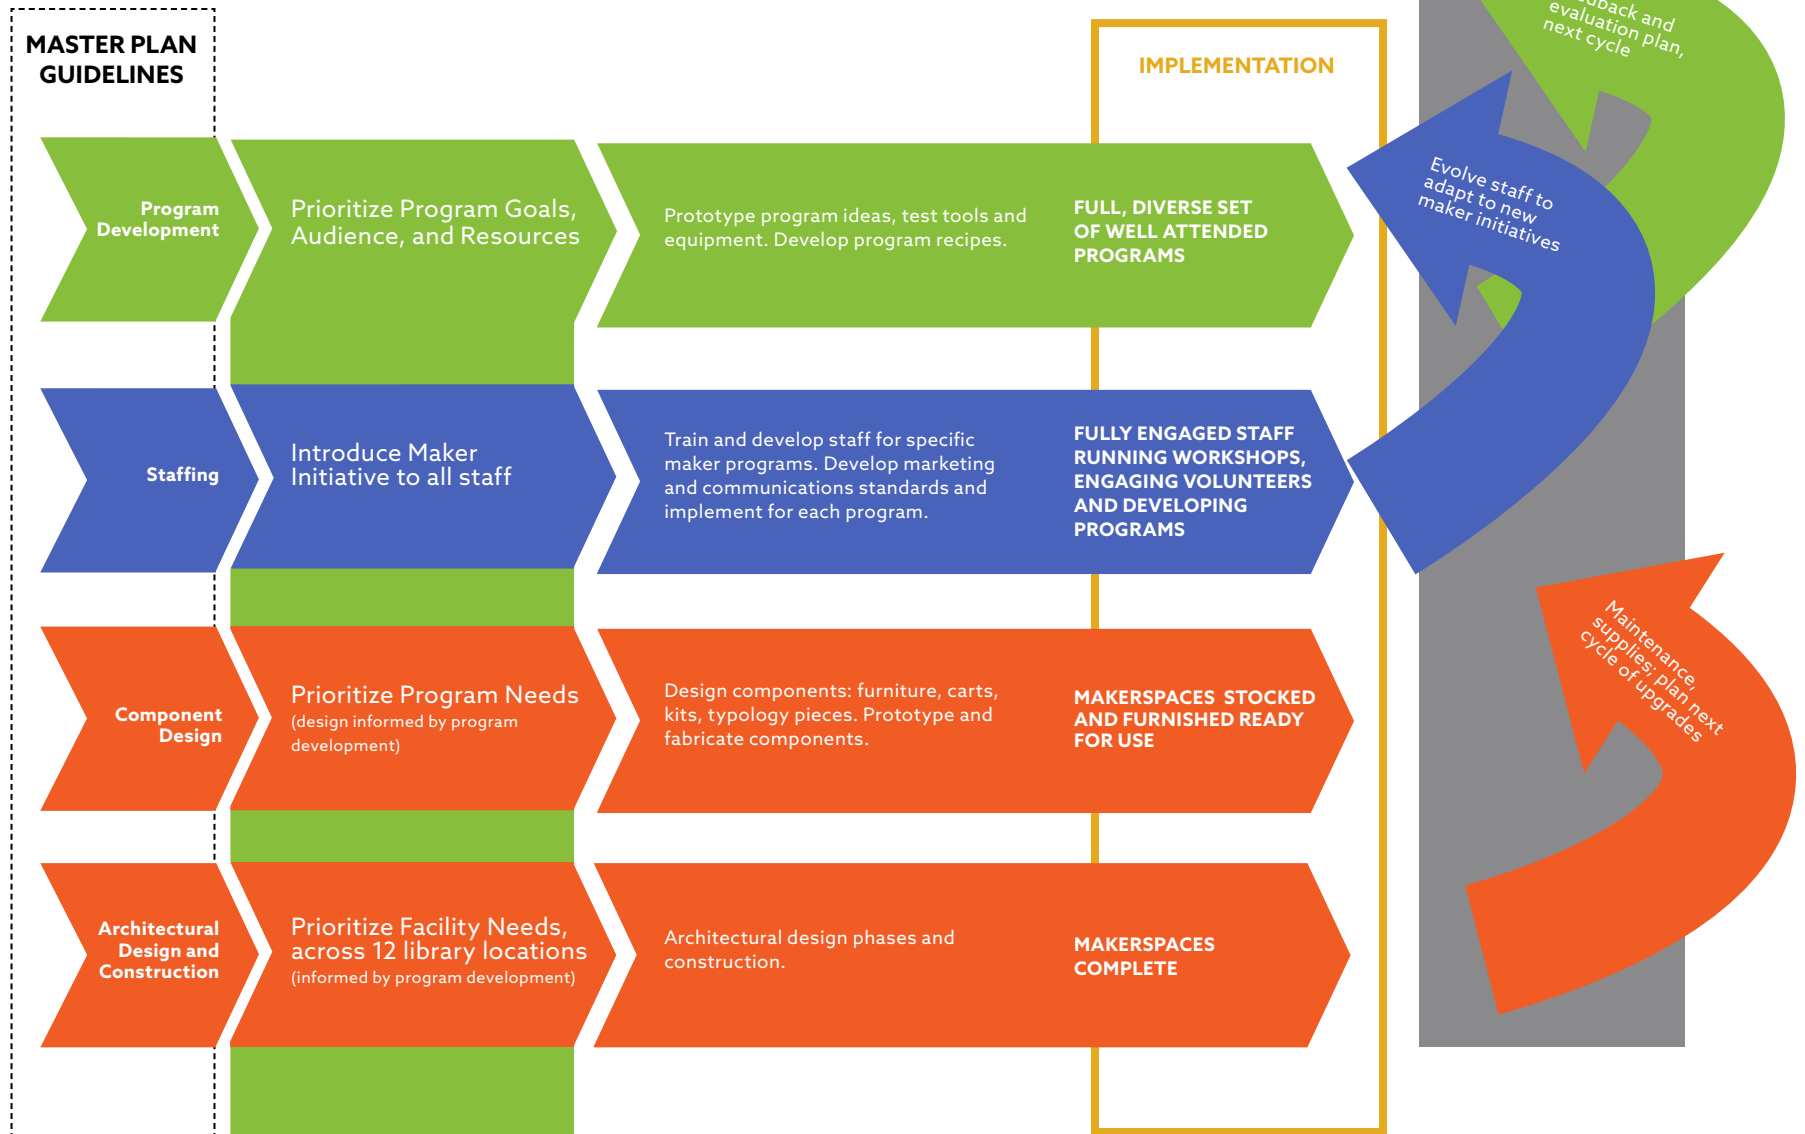 MASTER PLAN
GUIDELINES
IMPLEMENTATION
back and
evaluation plan,
next cycle
Program
Development
Prioritize Program Goals,
Audience, and Resources
Prototype program ideas, test tools and
equipment. Develop program recipes.
FULL, DIVERSE SET
OF WELL ATTENDED
PROGRAMS
Evolve staff to
adapt to new
maker initiatives
Staffing
Introduce Maker
Initiative to all staff
Train and develop staff for specific
maker programs. Develop marketing
and communications standards and
implement for each program.
FULLY ENGAGED STAFF
RUNNING WORKSHOPS,
ENGAGING VOLUNTEERS
AND DEVELOPING
PROGRAMS
Component
Design
Prioritize Program Needs
(design informed by program
development)
Design components: furniture, carts,
kits, typology pieces. Prototype and
fabricate components.
MAKERSPACES STOCKED
AND FURNISHED READY
FOR USE
Maintenance,
supplies; plan next
cycle of upgrades
Architectural
Design and
Construction
Prioritize Facility Needs,
across 12 library locations
(informed by program development)
Architectural design phases and
construction.
MAKERSPACES
COMPLETE